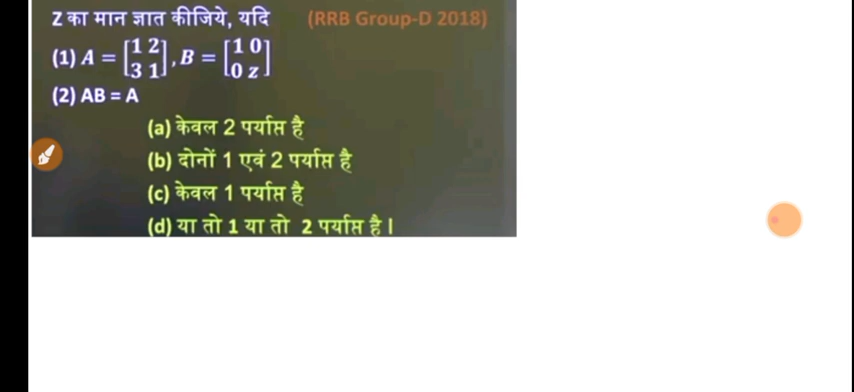 Z का मान ज्ञात कीजिये, यदि (RRB Group-D 2018)
(1) A = [1 2
3 1], B = [1 0
0 z]
(2) AB = A
(a) केवल 2 पर्याप्त है
(b) दोनों 1 एवं 2 पर्याप्त है
(c) केवल 1 पर्याप्त है
(d) या तो 1 या तो 2 पर्याप्त है।